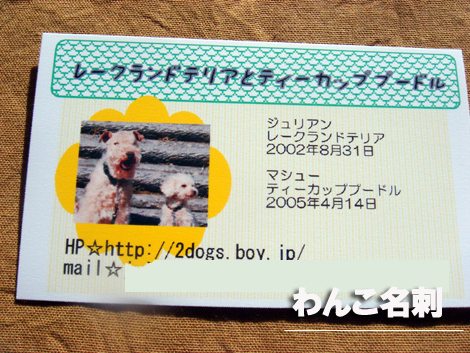 レークランドテリアとティーカッププードル
ジュリアン
レークランドテリア
2002年8月31日
マシュー
ティーカッププードル
2005年4月14日
HP☆http://2dogs.boy.jp/
mail☆
わんこ名刺